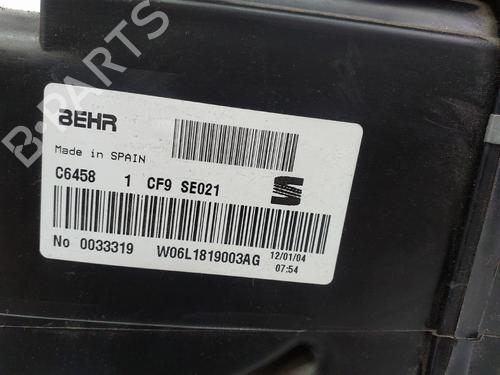 BEHR
Made in SPAIN
C6458 1 CF9 SE021
No 0033319 W06L1819003AG 12/01/04
07:54
B-PARTS